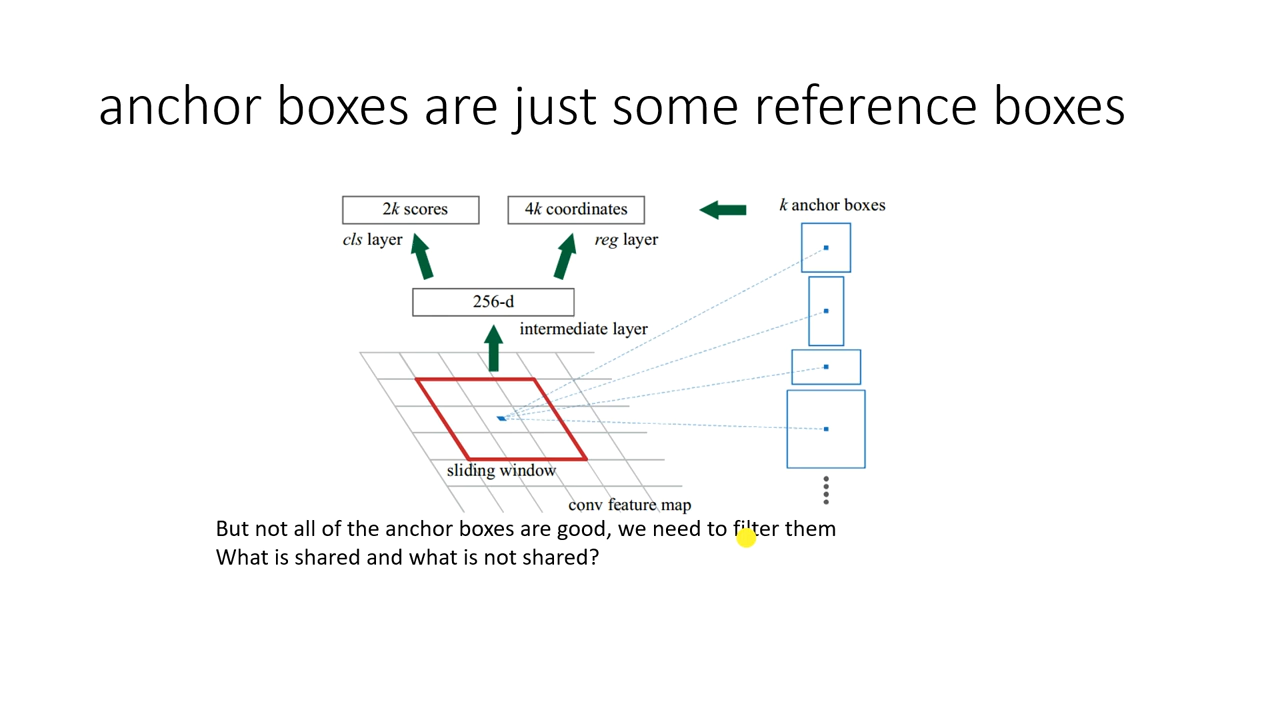 anchor boxes are just some reference boxes
2k scores
4k coordinates
k anchor boxes
cls layer
reg layer
256-d
intermediate layer
sliding window
conv feature map
But not all of the anchor boxes are good, we need to filter them
What is shared and what is not shared?